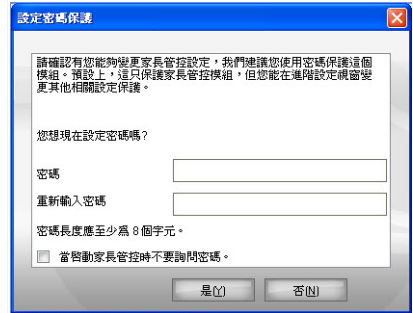 設定密碼保護
請確認有您能夠變更家長管控設定，我們建議您使用密碼保護這個
模組。預設上，這只保護家長管控模組，但您能在進階設定視窗變
更其他相關設定保護。
您想現在設定密碼嗎?
密碼
重新輸入密碼
密碼長度應至少爲 8 個字元。
當啓動家長管控時不要詢問密碼。
是(Y)
否(N)